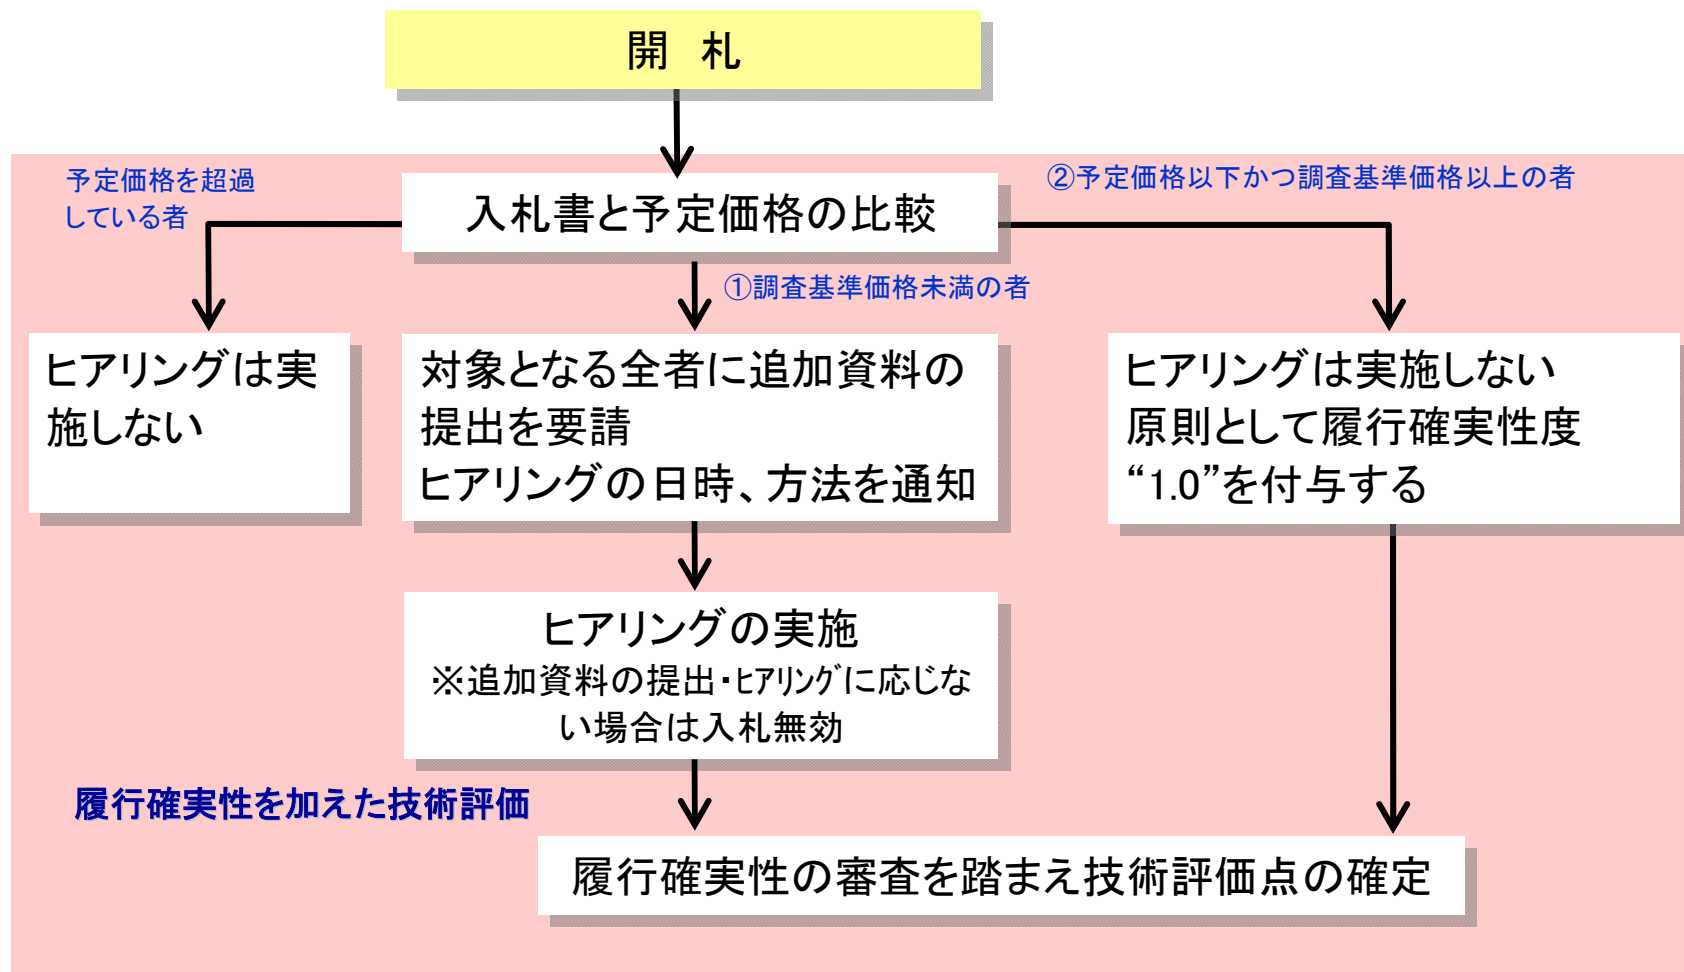 開　札
予定価格を超過
している者
入札書と予定価格の比較
②予定価格以下かつ調査基準価格以上の者
①調査基準価格未満の者
ヒアリングは実
施しない
対象となる全者に追加資料の
提出を要請
ヒアリングの日時、方法を通知
ヒアリングは実施しない
原則として履行確実性度
“1.0”を付与する
ヒアリングの実施
※追加資料の提出・ﾋｱﾘﾝｸﾞに応じな
い場合は入札無効
履行確実性を加えた技術評価
履行確実性の審査を踏まえ技術評価点の確定